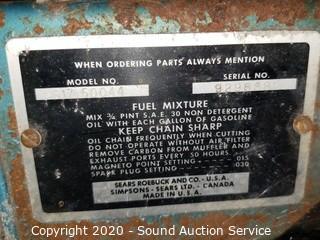 WHEN ORDERING PARTS ALWAYS MENTION
MODEL NO. SERIAL NO.
FUEL MIXTURE
MIX ¾ PINT S.A.E. 30 NON DETERGENT
OIL WITH EACH GALLON OF GASOLINE
KEEP CHAIN SHARP
OIL CHAIN FREQUENTLY WHEN CUTTING
DO NOT OPERATE WITHOUT AIR FILTER
REMOVE CARBON FROM MUFFLER AND
EXHAUST PORTS EVERY 50 HOURS.
MAGNETO POINT SETTING - - - - .015
SPARK PLUG SETTING - - - - .030
SEARS ROEBUCK AND CO. - U.S.A.
SIMPSONS - SEARS LTD. - CANADA
MADE IN U.S.A.
Copyright 2020 - Sound Auction Service